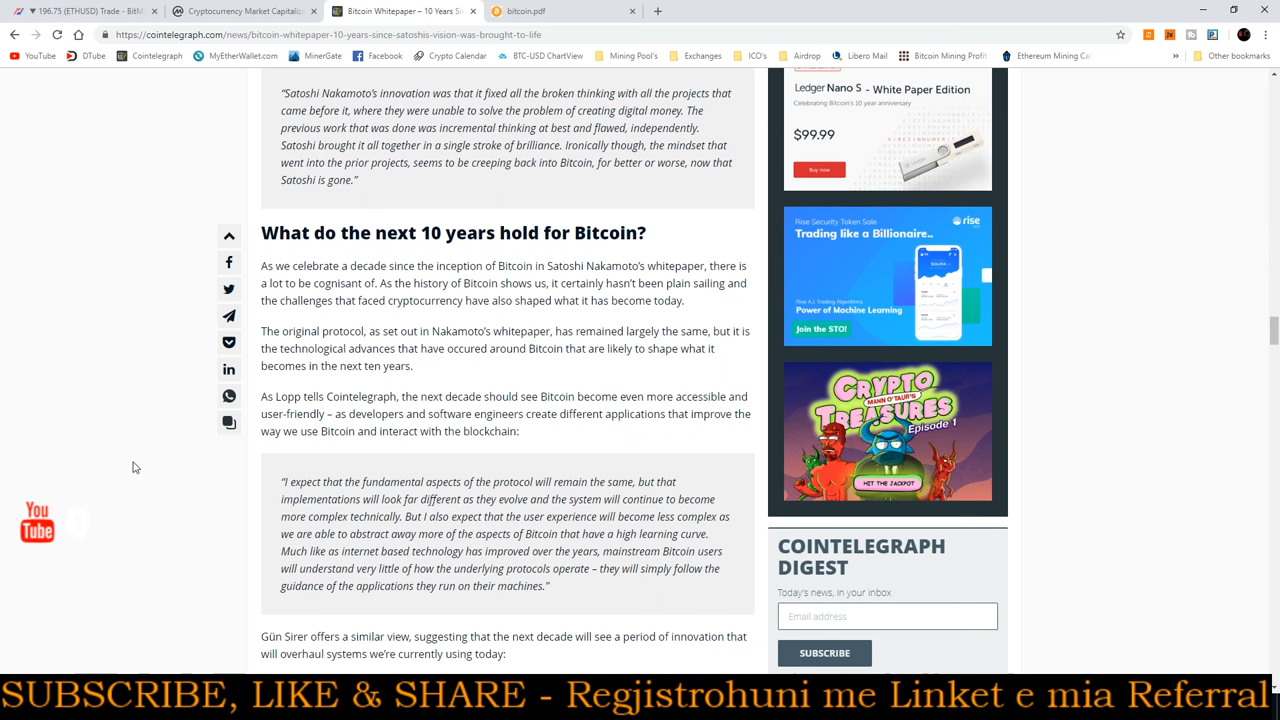 196.75 (ETHUSD) Trade - BitM
Cryptocurrency Market Capitaliz
Bitcoin Whitepaper – 10 Years Sin
bitcoin.pdf
https://cointelegraph.com/news/bitcoin-whitepaper-10-years-since-satoshis-vision-was-brought-to-life
YouTube
DTube
Cointelegraph
MyEtherWallet.com
MinerGate
Facebook
Crypto Calendar
BTC-USD ChartView
Mining Pool's
Exchanges
ICO's
Airdrop
Libero Mail
Bitcoin Mining Profit
Ethereum Mining Ca
Other bookmarks
“Satoshi Nakamoto’s innovation was that it fixed all the broken thinking with all the projects that
came before it, where they were unable to solve the problem of creating digital money. The
previous work that was done was incremental thinking at best and flawed, independently.
Satoshi brought it all together in a single stroke of brilliance. Ironically though, the mindset that
went into the prior projects, seems to be creeping back into Bitcoin, for better or worse, now that
Satoshi is gone.”
What do the next 10 years hold for Bitcoin?
As we celebrate a decade since the inception of Bitcoin in Satoshi Nakamoto’s whitepaper, there is
a lot to be cognisant of. As the history of Bitcoin shows us, it certainly hasn’t been plain sailing and
the challenges that faced cryptocurrency have also shaped what it has become today.
The original protocol, as set out in Nakamoto’s whitepaper, has remained largely the same, but it is
the technological advances that have occured around Bitcoin that are likely to shape what it
becomes in the next ten years.
As Lopp tells Cointelegraph, the next decade should see Bitcoin become even more accessible and
user-friendly – as developers and software engineers create different applications that improve the
way we use Bitcoin and interact with the blockchain:
“I expect that the fundamental aspects of the protocol will remain the same, but that
implementations will look far different as they evolve and the system will continue to become
more complex technically. But I also expect that the user experience will become less complex as
we are able to abstract away more of the aspects of Bitcoin that have a high learning curve.
Much like as internet based technology has improved over the years, mainstream Bitcoin users
will understand very little of how the underlying protocols operate – they will simply follow the
guidance of the applications they run on their machines.”
Gün Sirer offers a similar view, suggesting that the next decade will see a period of innovation that
will overhaul systems we’re currently using today:
Ledger Nano S - White Paper Edition
Celebrating Bitcoin's 10 year anniversary
$99.99
Buy now
rise
Rise Security Token Sale
Trading like a Billionaire..
Rise A.I. Trading Algorithms
Power of Machine Learning
Join the STO!
CRYPTO
MANN O'TAUR'S
TREASURES
Episode 1
HIT THE JACKPOT
COINTELEGRAPH
DIGEST
Today's news, in your inbox
Email address
SUBSCRIBE
You
Tube
SUBSCRIBE, LIKE & SHARE - Regjistrohuni me Linket e mia Referral